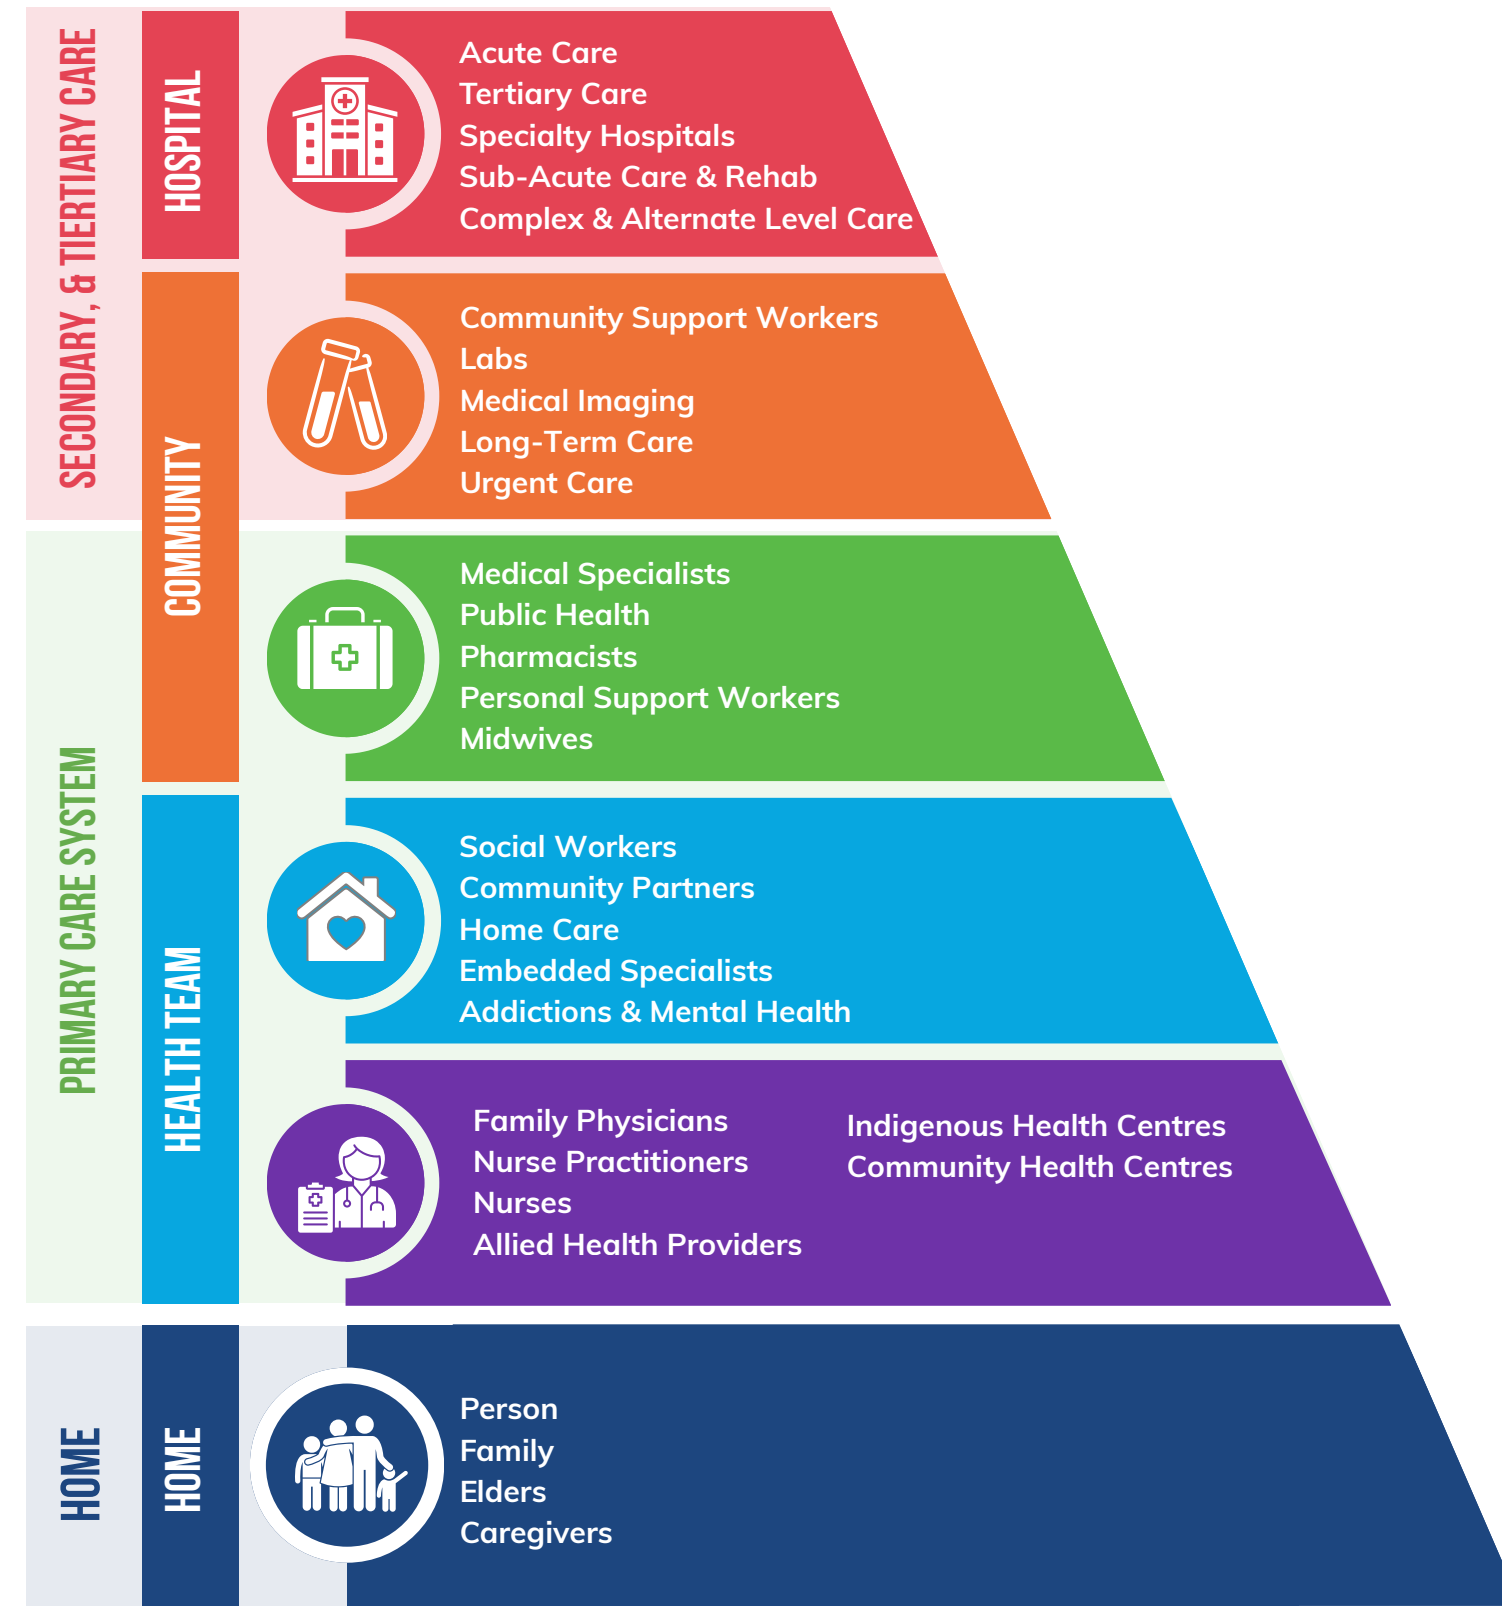 SECONDARY, & TIERTIARY CARE
HOSPITAL
Acute Care
Tertiary Care
Specialty Hospitals
Sub-Acute Care & Rehab
Complex & Alternate Level Care
COMMUNITY
Community Support Workers
Labs
Medical Imaging
Long-Term Care
Urgent Care
PRIMARY CARE SYSTEM
Medical Specialists
Public Health
Pharmacists
Personal Support Workers
Midwives
HEALTH TEAM
Social Workers
Community Partners
Home Care
Embedded Specialists
Addictions & Mental Health
Family Physicians
Nurse Practitioners
Nurses
Allied Health Providers
Indigenous Health Centres
Community Health Centres
HOME
HOME
Person
Family
Elders
Caregivers